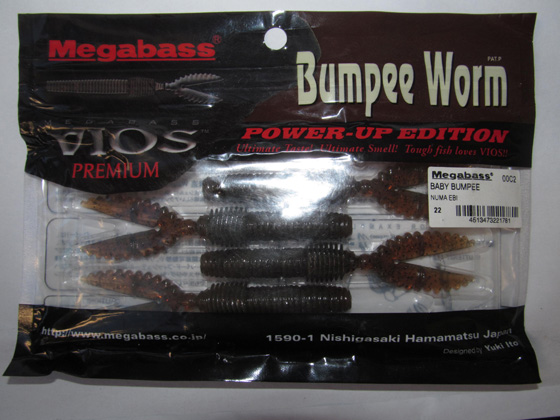 Megabass®
Bumpee Worm
PAT.P
MEGABASS
VIOS
PREMIUM
POWER-UP EDITION
Ultimate Taste! Ultimate Smell! Tough fish loves VIOS!!
Megabass® 00C2
BABY BUMPEE
NUMA EBI
22
4513473221761
http://www.megabass.co.jp/
1590-1 Nishigasaki Hamamatsu Japan
Designed by Yuki Ito